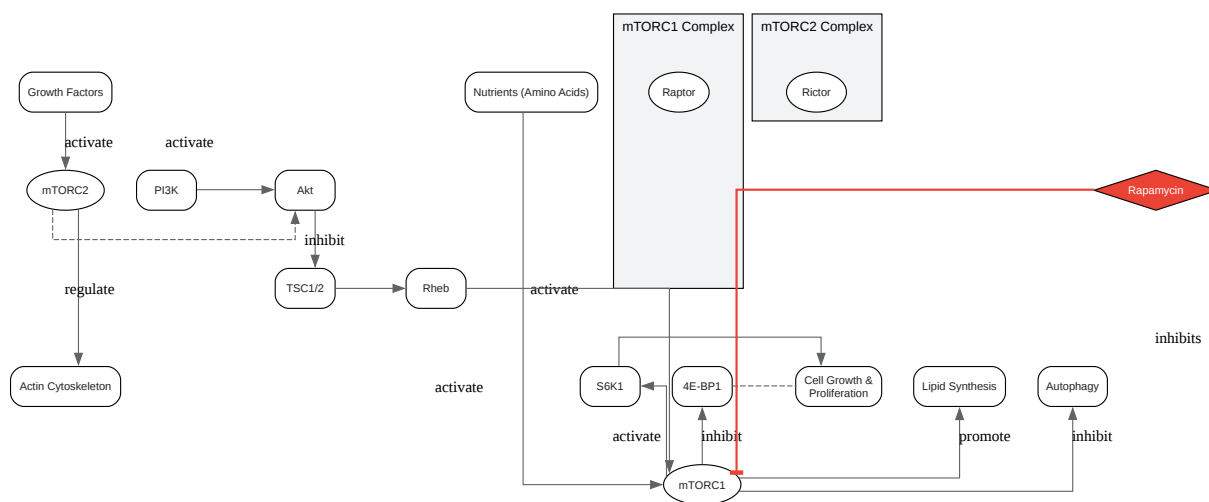 mTORC1 Complex
mTORC2 Complex
Growth Factors
Nutrients (Amino Acids)
Raptor
Rictor
activate
activate
mTORC2
PI3K
Akt
Rapamycin
inhibit
TSC1/2
Rheb
regulate
activate
inhibits
Actin Cytoskeleton
activate
S6K1
4E-BP1
Cell Growth &
Proliferation
Lipid Synthesis
Autophagy
activate
inhibit
promote
inhibit
mTORC1